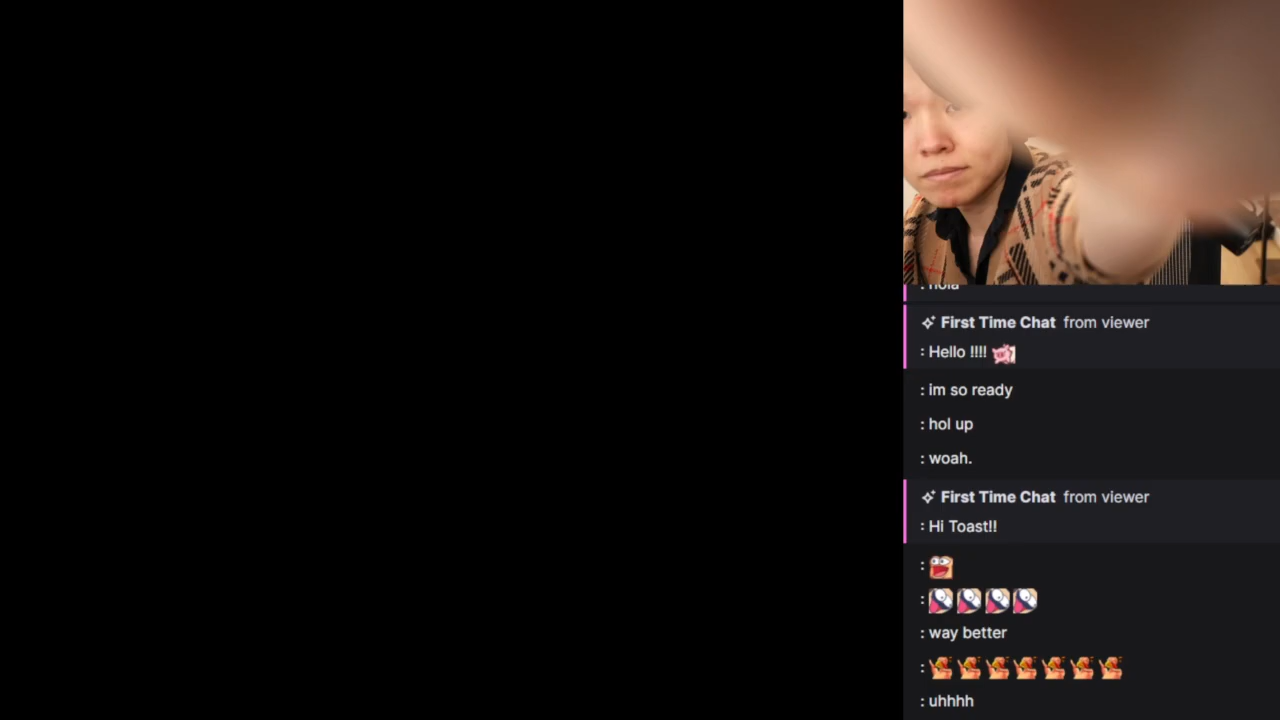 : hola
First Time Chat from viewer
: Hello !!!!
: im so ready
: hol up
: woah.
First Time Chat from viewer
: Hi Toast!!
:
:
: way better
:
: uhhhh